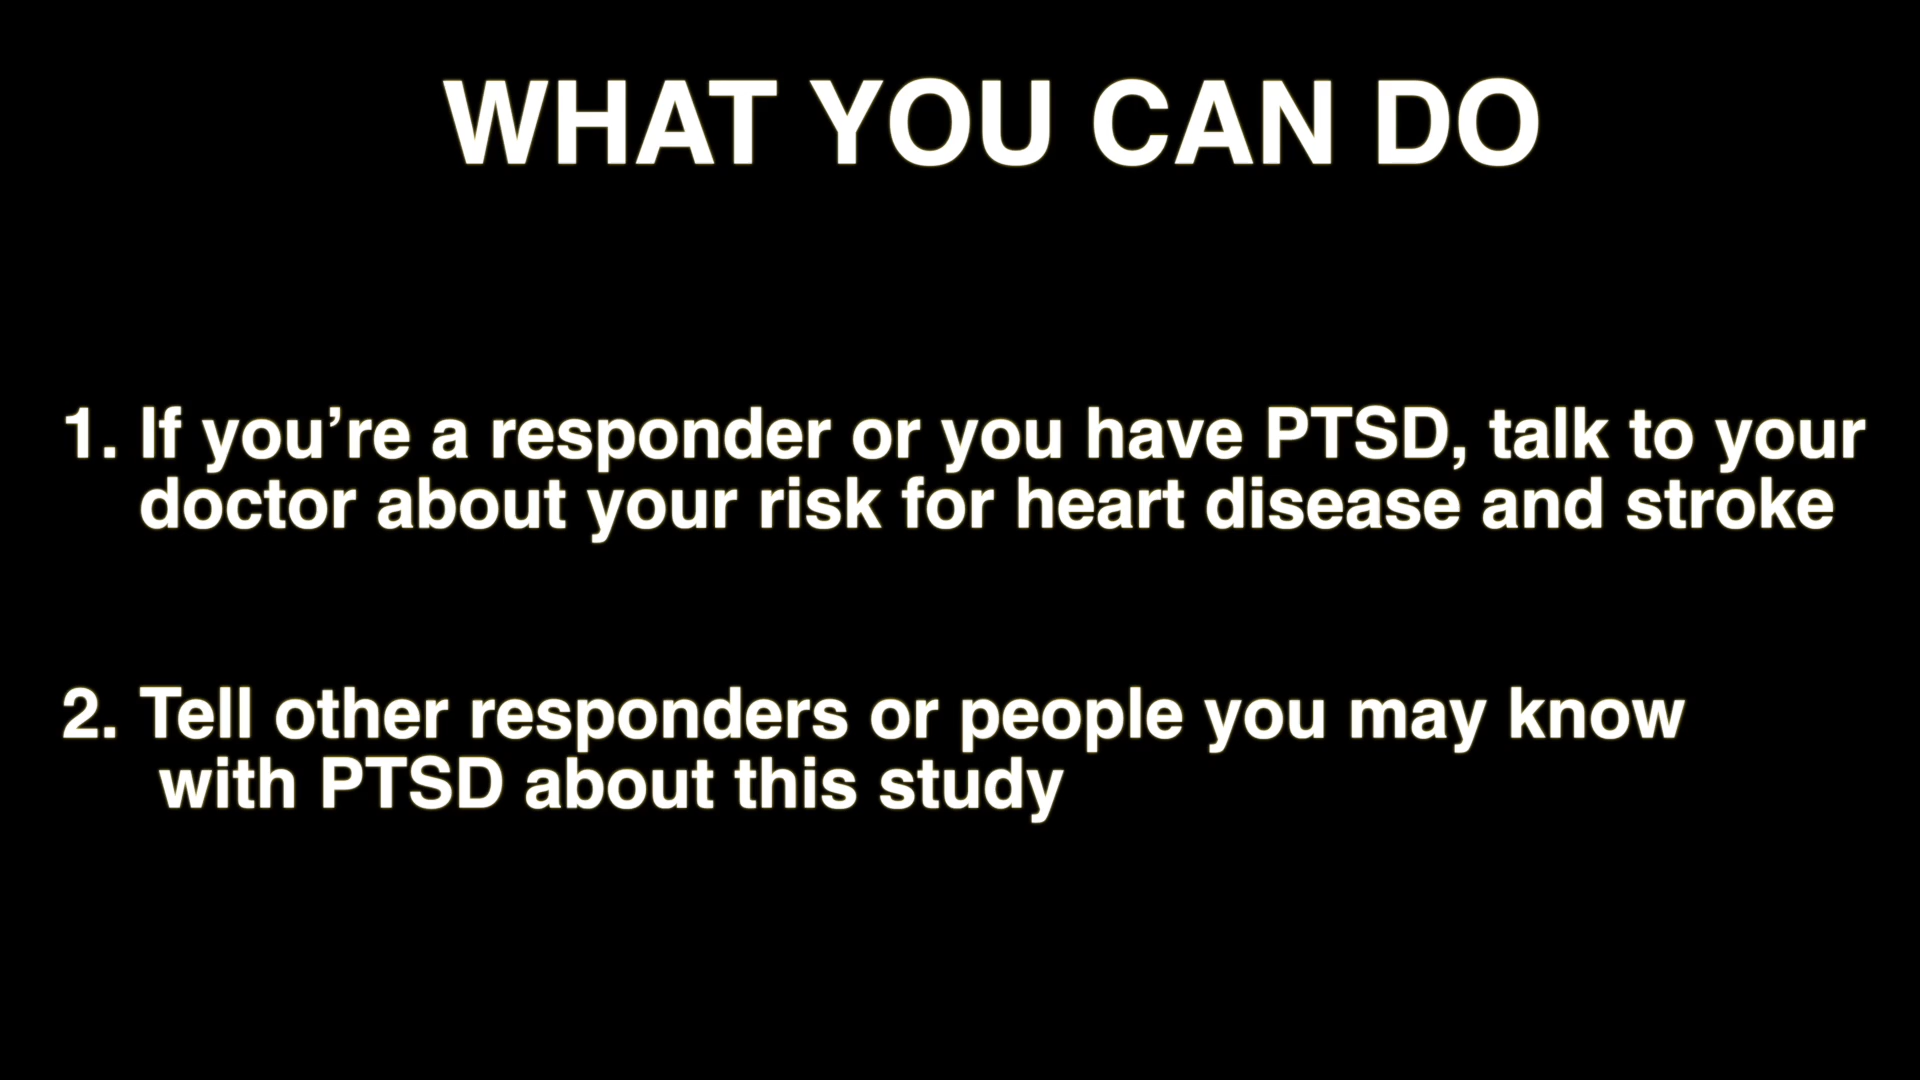 WHAT YOU CAN DO
1. If you’re a responder or you have PTSD, talk to your
doctor about your risk for heart disease and stroke
2. Tell other responders or people you may know
with PTSD about this study